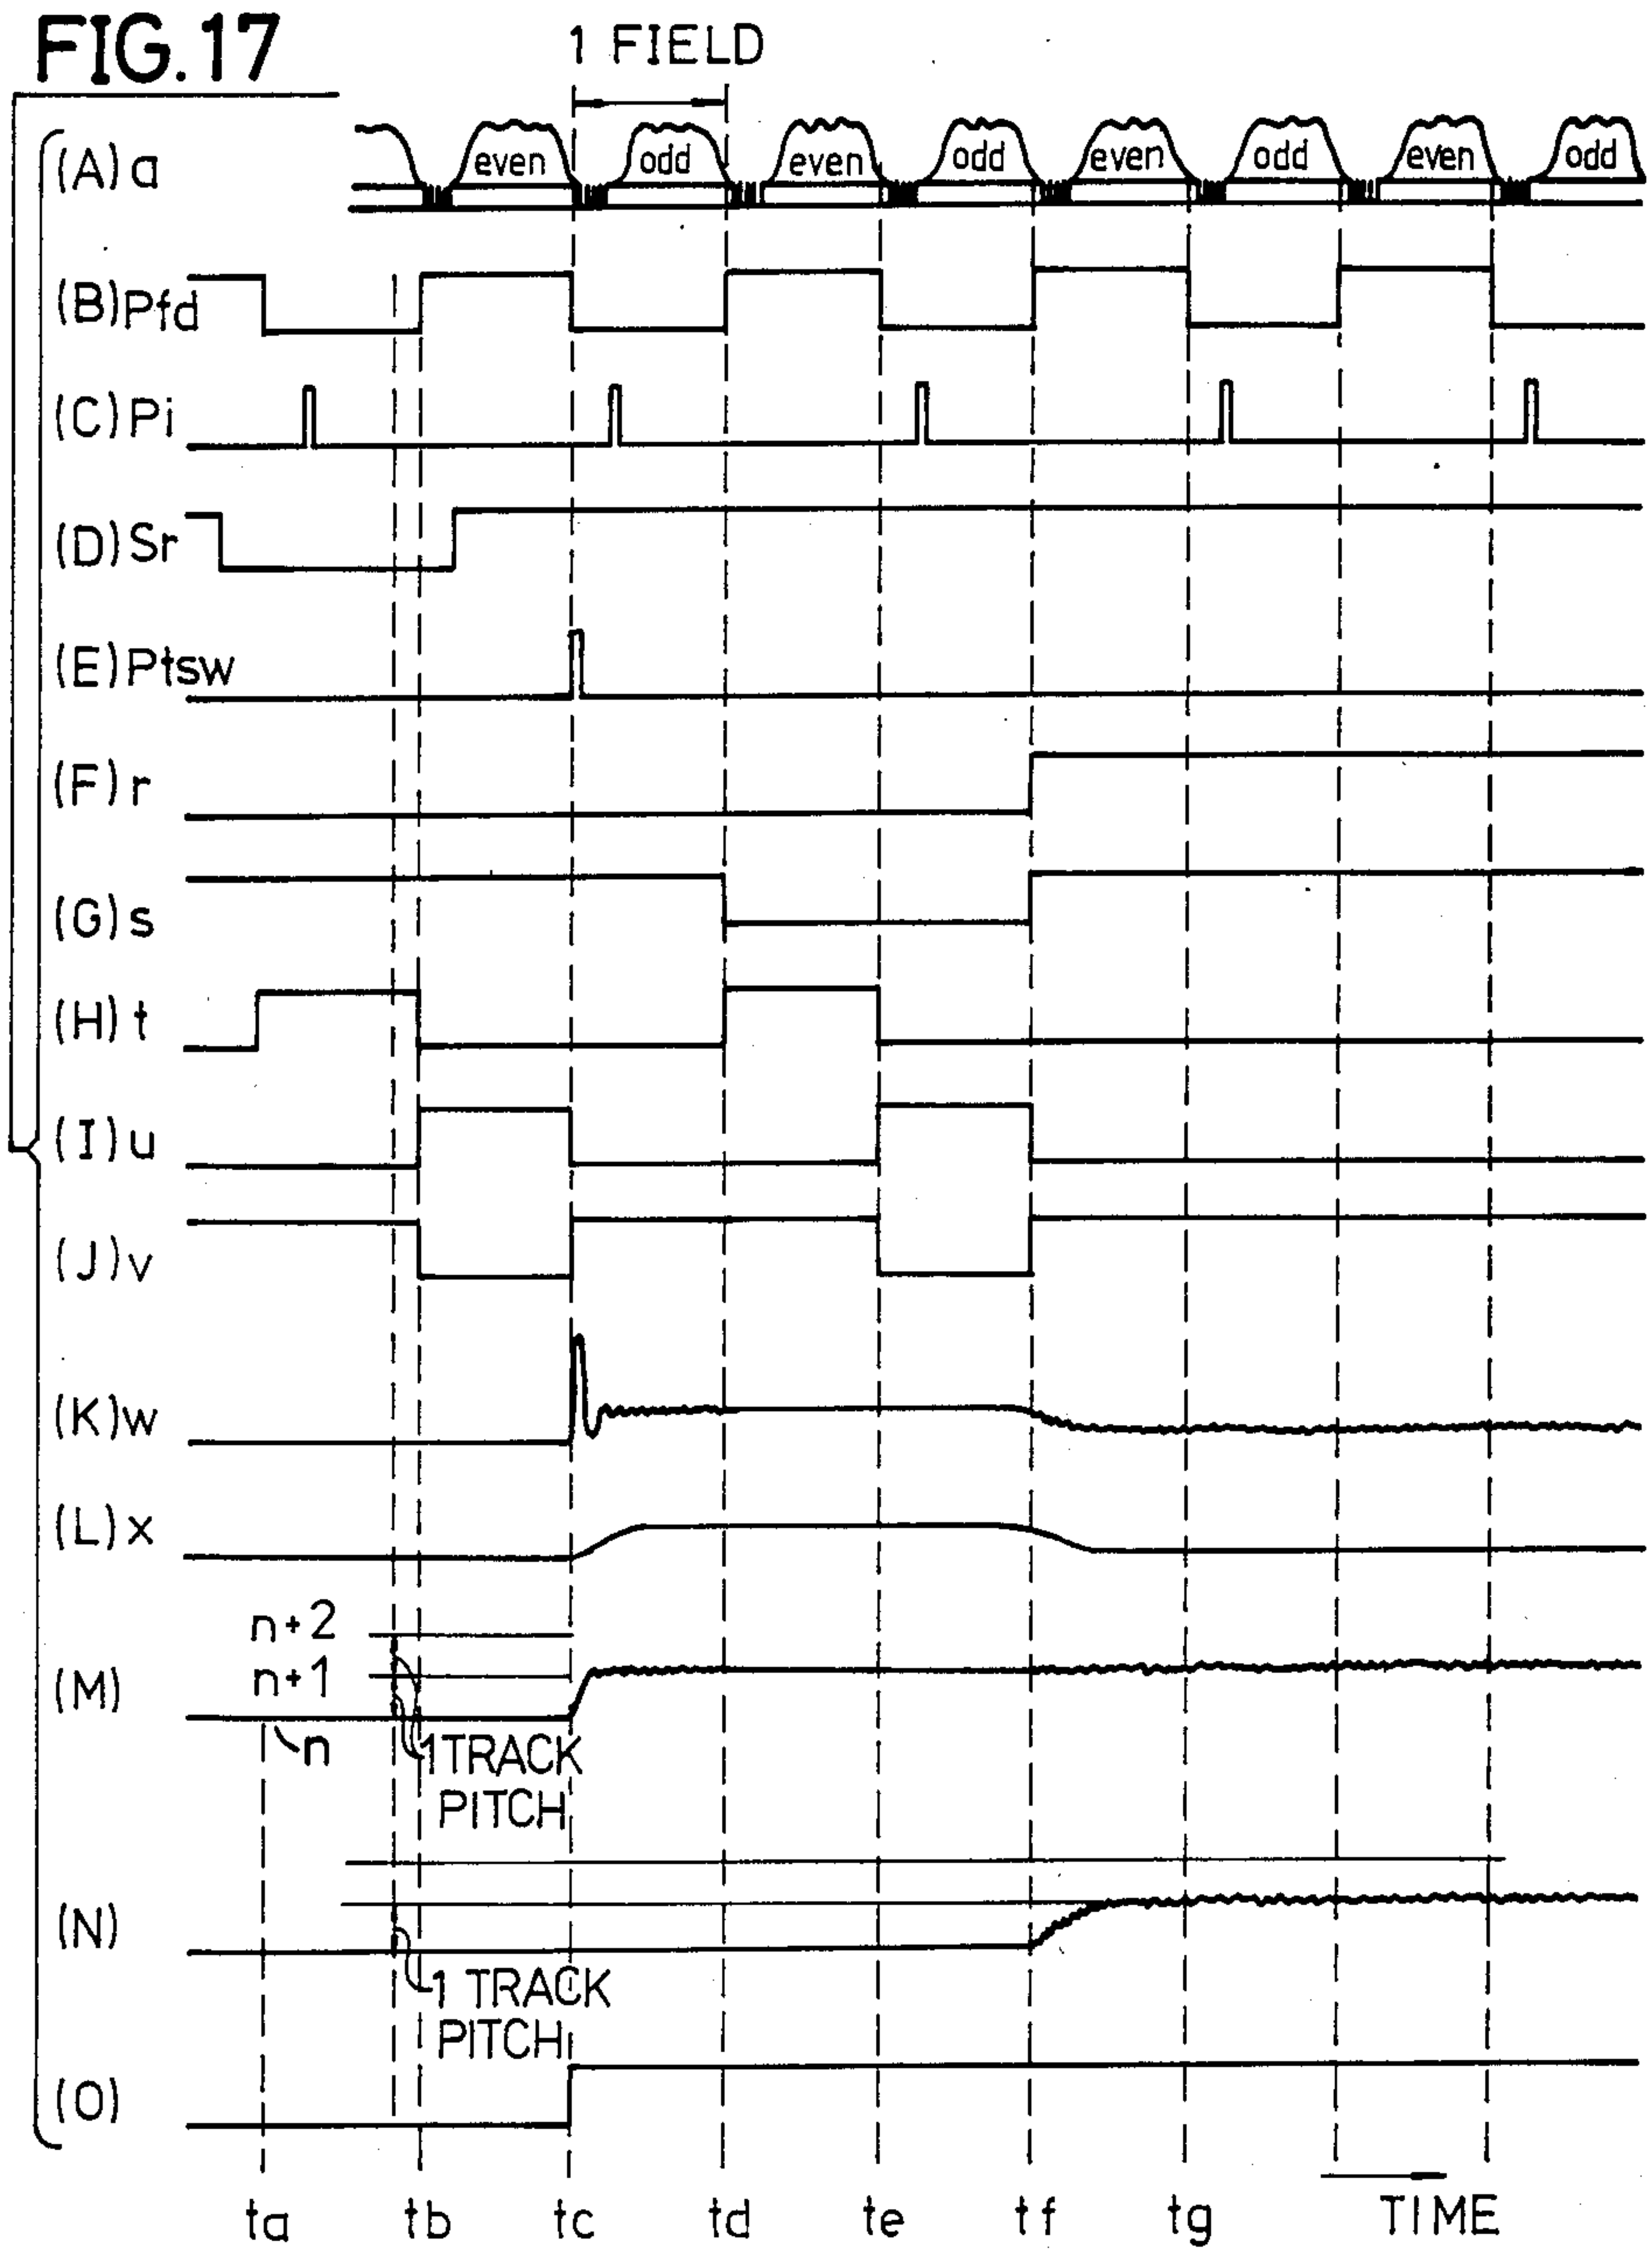 FIG. 17
1 FIELD
(A) a
even odd even odd even odd even odd
(B) Pfd
(C) Pi
(D) Sr
(E) Ptsw
(F) r
(G) s
(H) t
(I) u
(J) v
(K) w
(L) x
n+2
n+1
(M)
n
1 TRACK
PITCH
(N)
1 TRACK
PITCH
(O)
ta tb tc td te tf tg TIME